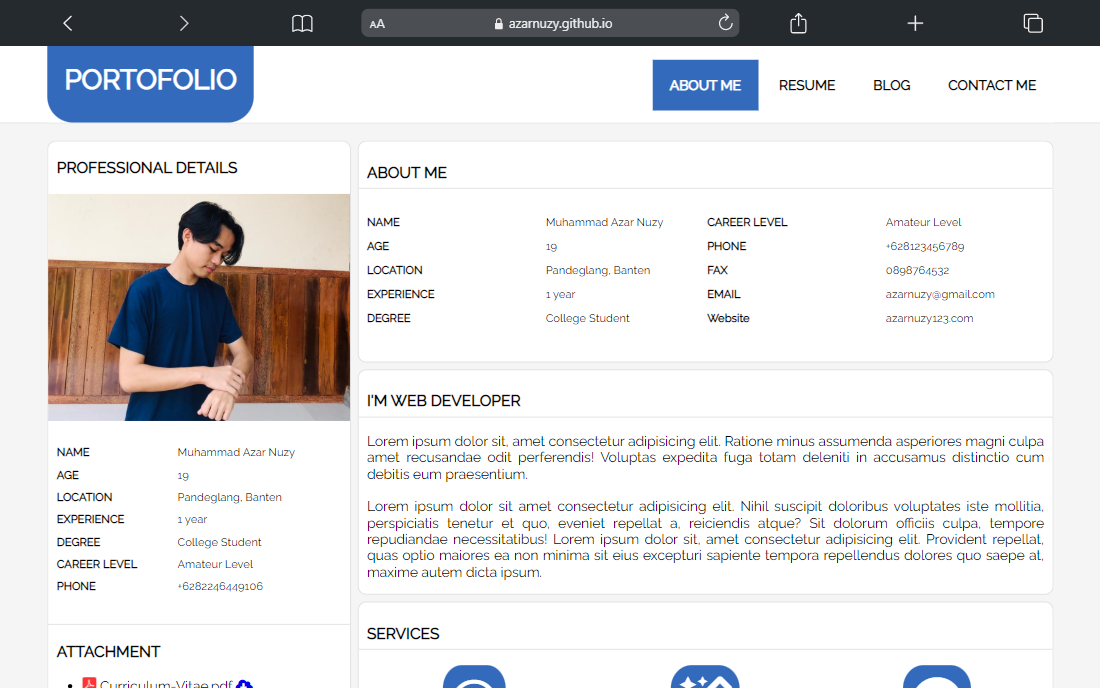 AA azarnuzy.github.io
PORTOFOLIO
ABOUT ME RESUME BLOG CONTACT ME
PROFESSIONAL DETAILS
NAME Muhammad Azar Nuzy
AGE 19
LOCATION Pandeglang, Banten
EXPERIENCE 1 year
DEGREE College Student
CAREER LEVEL Amateur Level
PHONE +6282246449106
ATTACHMENT
• Curriculum-Vitae.pdf
ABOUT ME
NAME Muhammad Azar Nuzy CAREER LEVEL Amateur Level
AGE 19 PHONE +628123456789
LOCATION Pandeglang, Banten FAX 0898764532
EXPERIENCE 1 year EMAIL azarnuzy@gmail.com
DEGREE College Student Website azarnuzy123.com
I'M WEB DEVELOPER
Lorem ipsum dolor sit, amet consectetur adipisicing elit. Ratione minus assumenda asperiores magni culpa
amet recusandae odit perferendis! Voluptas expedita fuga totam deleniti in accusamus distinctio cum
debitis eum praesentium.
Lorem ipsum dolor sit amet consectetur adipisicing elit. Nihil suscipit doloribus voluptates iste mollitia,
perspiciatis tenetur et quo, eveniet repellat a, reiciendis atque? Sit dolorum officiis culpa, tempore
repudiandae necessitatibus! Lorem ipsum dolor sit, amet consectetur adipisicing elit. Provident repellat,
quas optio maiores ea non minima sit eius excepturi sapiente tempora repellendus dolores quo saepe at,
maxime autem dicta ipsum.
SERVICES